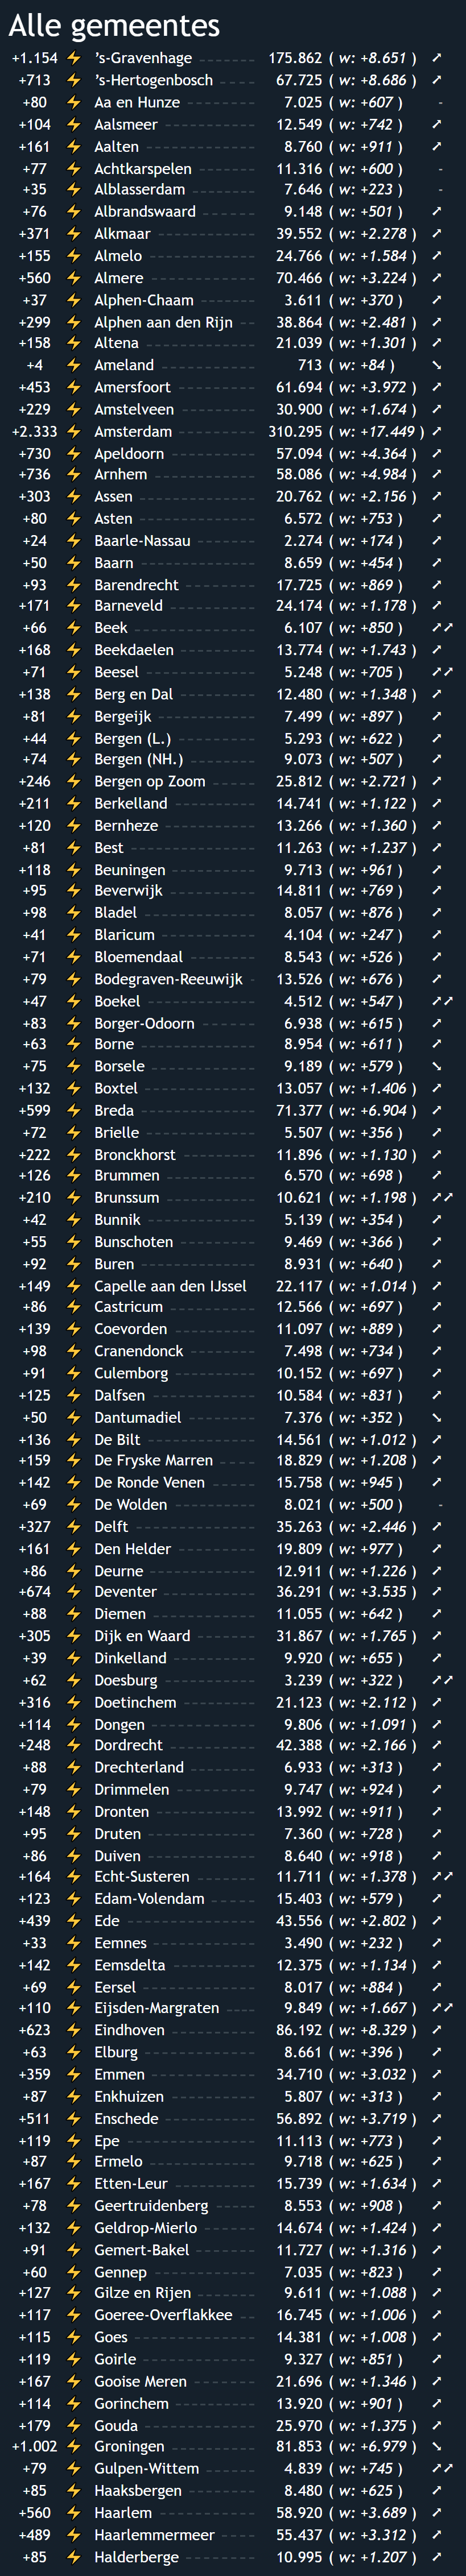 Alle gemeentes
+1.154 ⚡ ’s-Gravenhage 175.862 ( w: +8.651 ) ↗
+713 ⚡ ’s-Hertogenbosch 67.725 ( w: +8.686 ) ↗
+80 ⚡ Aa en Hunze 7.025 ( w: +607 ) -
+104 ⚡ Aalsmeer 12.549 ( w: +742 ) ↗
+161 ⚡ Aalten 8.760 ( w: +911 ) ↗
+77 ⚡ Achtkarspelen 11.316 ( w: +600 ) -
+35 ⚡ Alblasserdam 7.646 ( w: +223 ) -
+76 ⚡ Albrandswaard 9.148 ( w: +501 ) ↗
+371 ⚡ Alkmaar 39.552 ( w: +2.278 ) ↗
+155 ⚡ Almelo 24.766 ( w: +1.584 ) ↗
+560 ⚡ Almere 70.466 ( w: +3.224 ) ↗
+37 ⚡ Alphen-Chaam 3.611 ( w: +370 ) ↗
+299 ⚡ Alphen aan den Rijn 38.864 ( w: +2.481 ) ↗
+158 ⚡ Altena 21.039 ( w: +1.301 ) ↗
+4 ⚡ Ameland 713 ( w: +84 ) ↘
+453 ⚡ Amersfoort 61.694 ( w: +3.972 ) ↗
+229 ⚡ Amstelveen 30.900 ( w: +1.674 ) ↗
+2.333 ⚡ Amsterdam 310.295 ( w: +17.449 ) ↗
+730 ⚡ Apeldoorn 57.094 ( w: +4.364 ) ↗
+736 ⚡ Arnhem 58.086 ( w: +4.984 ) ↗
+303 ⚡ Assen 20.762 ( w: +2.156 ) ↗
+80 ⚡ Asten 6.572 ( w: +753 ) ↗
+24 ⚡ Baarle-Nassau 2.274 ( w: +174 ) ↗
+50 ⚡ Baarn 8.659 ( w: +454 ) ↗
+93 ⚡ Barendrecht 17.725 ( w: +869 ) ↗
+171 ⚡ Barneveld 24.174 ( w: +1.178 ) ↗
+66 ⚡ Beek 6.107 ( w: +850 ) ↗↗
+168 ⚡ Beekdaelen 13.774 ( w: +1.743 ) ↗
+71 ⚡ Beesel 5.248 ( w: +705 ) ↗↗
+138 ⚡ Berg en Dal 12.480 ( w: +1.348 ) ↗
+81 ⚡ Bergeijk 7.499 ( w: +897 ) ↗
+44 ⚡ Bergen (L.) 5.293 ( w: +622 ) ↗
+74 ⚡ Bergen (NH.) 9.073 ( w: +507 ) ↗
+246 ⚡ Bergen op Zoom 25.812 ( w: +2.721 ) ↗
+211 ⚡ Berkelland 14.741 ( w: +1.122 ) ↗
+120 ⚡ Bernheze 13.266 ( w: +1.360 ) ↗
+81 ⚡ Best 11.263 ( w: +1.237 ) ↗
+118 ⚡ Beuningen 9.713 ( w: +961 ) ↗
+95 ⚡ Beverwijk 14.811 ( w: +769 ) ↗
+98 ⚡ Bladel 8.057 ( w: +876 ) ↗
+41 ⚡ Blaricum 4.104 ( w: +247 ) ↗
+71 ⚡ Bloemendaal 8.543 ( w: +526 ) ↗
+79 ⚡ Bodegraven-Reeuwijk 13.526 ( w: +676 ) ↗
+47 ⚡ Boekel 4.512 ( w: +547 ) ↗↗
+83 ⚡ Borger-Odoorn 6.938 ( w: +615 ) ↗
+63 ⚡ Borne 8.954 ( w: +611 ) ↗
+75 ⚡ Borsele 9.189 ( w: +579 ) ↘
+132 ⚡ Boxtel 13.057 ( w: +1.406 ) ↗
+599 ⚡ Breda 71.377 ( w: +6.904 ) ↗
+72 ⚡ Brielle 5.507 ( w: +356 ) ↗
+222 ⚡ Bronckhorst 11.896 ( w: +1.130 ) ↗
+126 ⚡ Brummen 6.570 ( w: +698 ) ↗
+210 ⚡ Brunssum 10.621 ( w: +1.198 ) ↗↗
+42 ⚡ Bunnik 5.139 ( w: +354 ) ↗
+55 ⚡ Bunschoten 9.469 ( w: +366 ) ↗
+92 ⚡ Buren 8.931 ( w: +640 ) ↗
+149 ⚡ Capelle aan den IJssel 22.117 ( w: +1.014 ) ↗
+86 ⚡ Castricum 12.566 ( w: +697 ) ↗
+139 ⚡ Coevorden 11.097 ( w: +889 ) ↗
+98 ⚡ Cranendonck 7.498 ( w: +734 ) ↗
+91 ⚡ Culemborg 10.152 ( w: +697 ) ↗
+125 ⚡ Dalfsen 10.584 ( w: +831 ) ↗
+50 ⚡ Dantumadiel 7.376 ( w: +352 ) ↘
+136 ⚡ De Bilt 14.561 ( w: +1.012 ) ↗
+159 ⚡ De Fryske Marren 18.829 ( w: +1.208 ) ↗
+142 ⚡ De Ronde Venen 15.758 ( w: +945 ) ↗
+69 ⚡ De Wolden 8.021 ( w: +500 ) -
+327 ⚡ Delft 35.263 ( w: +2.446 ) ↗
+161 ⚡ Den Helder 19.809 ( w: +977 ) ↗
+86 ⚡ Deurne 12.911 ( w: +1.226 ) ↗
+674 ⚡ Deventer 36.291 ( w: +3.535 ) ↗
+88 ⚡ Diemen 11.055 ( w: +642 ) ↗
+305 ⚡ Dijk en Waard 31.867 ( w: +1.765 ) ↗
+39 ⚡ Dinkelland 9.920 ( w: +655 ) ↗
+62 ⚡ Doesburg 3.239 ( w: +322 ) ↗↗
+316 ⚡ Doetinchem 21.123 ( w: +2.112 ) ↗
+114 ⚡ Dongen 9.806 ( w: +1.091 ) ↗
+248 ⚡ Dordrecht 42.388 ( w: +2.166 ) ↗
+88 ⚡ Drechterland 6.933 ( w: +313 ) ↗
+79 ⚡ Drimmelen 9.747 ( w: +924 ) ↗
+148 ⚡ Dronten 13.992 ( w: +911 ) ↗
+95 ⚡ Druten 7.360 ( w: +728 ) ↗
+86 ⚡ Duiven 8.640 ( w: +918 ) ↗
+164 ⚡ Echt-Susteren 11.711 ( w: +1.378 ) ↗↗
+123 ⚡ Edam-Volendam 15.403 ( w: +579 ) ↗
+439 ⚡ Ede 43.556 ( w: +2.802 ) ↗
+33 ⚡ Eemnes 3.490 ( w: +232 ) ↗
+142 ⚡ Eemsdelta 12.375 ( w: +1.134 ) ↗
+69 ⚡ Eersel 8.017 ( w: +884 ) ↗
+110 ⚡ Eijsden-Margraten 9.849 ( w: +1.667 ) ↗↗
+623 ⚡ Eindhoven 86.192 ( w: +8.329 ) ↗
+63 ⚡ Elburg 8.661 ( w: +396 ) ↗
+359 ⚡ Emmen 34.710 ( w: +3.032 ) ↗
+87 ⚡ Enkhuizen 5.807 ( w: +313 ) ↗
+511 ⚡ Enschede 56.892 ( w: +3.719 ) ↗
+119 ⚡ Epe 11.113 ( w: +773 ) ↗
+87 ⚡ Ermelo 9.718 ( w: +625 ) ↗
+167 ⚡ Etten-Leur 15.739 ( w: +1.634 ) ↗
+78 ⚡ Geertruidenberg 8.553 ( w: +908 ) ↗
+132 ⚡ Geldrop-Mierlo 14.674 ( w: +1.424 ) ↗
+91 ⚡ Gemert-Bakel 11.727 ( w: +1.316 ) ↗
+60 ⚡ Gennep 7.035 ( w: +823 ) ↗
+127 ⚡ Gilze en Rijen 9.611 ( w: +1.088 ) ↗
+117 ⚡ Goeree-Overflakkee 16.745 ( w: +1.006 ) ↗
+115 ⚡ Goes 14.381 ( w: +1.008 ) ↗
+119 ⚡ Goirle 9.327 ( w: +851 ) ↗
+167 ⚡ Gooise Meren 21.696 ( w: +1.346 ) ↗
+114 ⚡ Gorinchem 13.920 ( w: +901 ) ↗
+179 ⚡ Gouda 25.970 ( w: +1.375 ) ↗
+1.002 ⚡ Groningen 81.853 ( w: +6.979 ) ↘
+79 ⚡ Gulpen-Wittem 4.839 ( w: +745 ) ↗↗
+85 ⚡ Haaksbergen 8.480 ( w: +625 ) ↗
+560 ⚡ Haarlem 58.920 ( w: +3.689 ) ↗
+489 ⚡ Haarlemmermeer 55.437 ( w: +3.312 ) ↗
+85 ⚡ Halderberge 10.995 ( w: +1.207 ) ↗